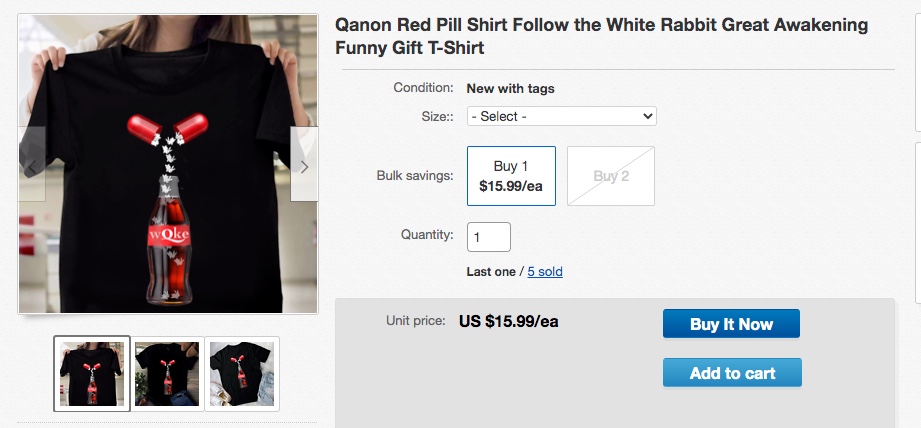 Qanon Red Pill Shirt Follow the White Rabbit Great Awakening
Funny Gift T-Shirt
Condition: New with tags
Size:: - Select -
Bulk savings: Buy 1
$15.99/ea
Buy 2
Quantity: 1
Last one / 5 sold
Unit price: US $15.99/ea
Buy It Now
Add to cart
wQke